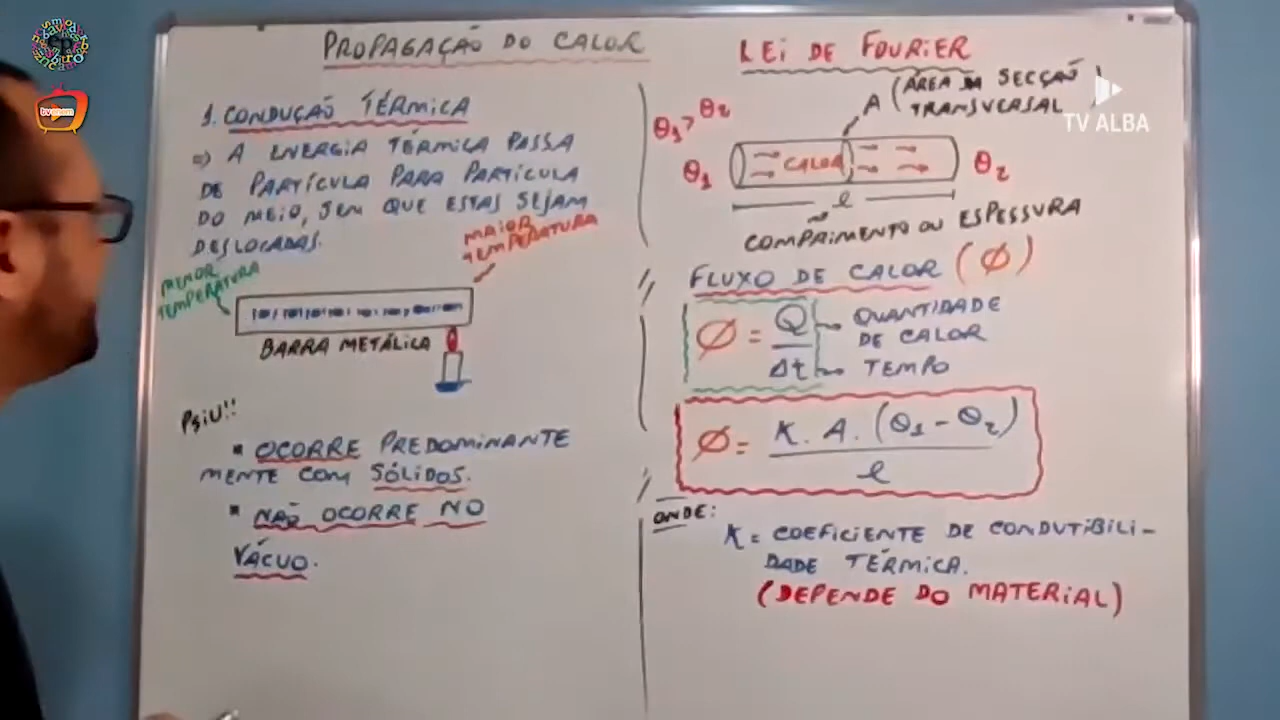 PROPAGAÇÃO DO CALOR
1. CONDUÇÃO TÉRMICA
=> A ENERGIA TÉRMICA PASSA
DE PARTÍCULA PARA PARTÍCULA
DO MEIO, SEM QUE ESTAS SEJAM
DESLOCADAS.
MAIOR
TEMPERATURA
MENOR
TEMPERATURA
BARRA METÁLICA
PSIU!!
▪ OCORRE PREDOMINANTE
MENTE COM SÓLIDOS.
▪ NÃO OCORRE NO
VÁCUO.
LEI DE FOURIER
A (ÁREA DA SECÇÃO
TRANSVERSAL)
θ1 > θ2
θ1
CALOR
θ2
l
COMPRIMENTO OU ESPESSURA
FLUXO DE CALOR (Ø)
Ø = Q/Δt
QUANTIDADE
DE CALOR
TEMPO
Ø = K. A. (θ1 - θ2)/l
ONDE:
K = COEFICIENTE DE CONDUTIBILI-
DADE TÉRMICA.
(DEPENDE DO MATERIAL)
TV ALBA